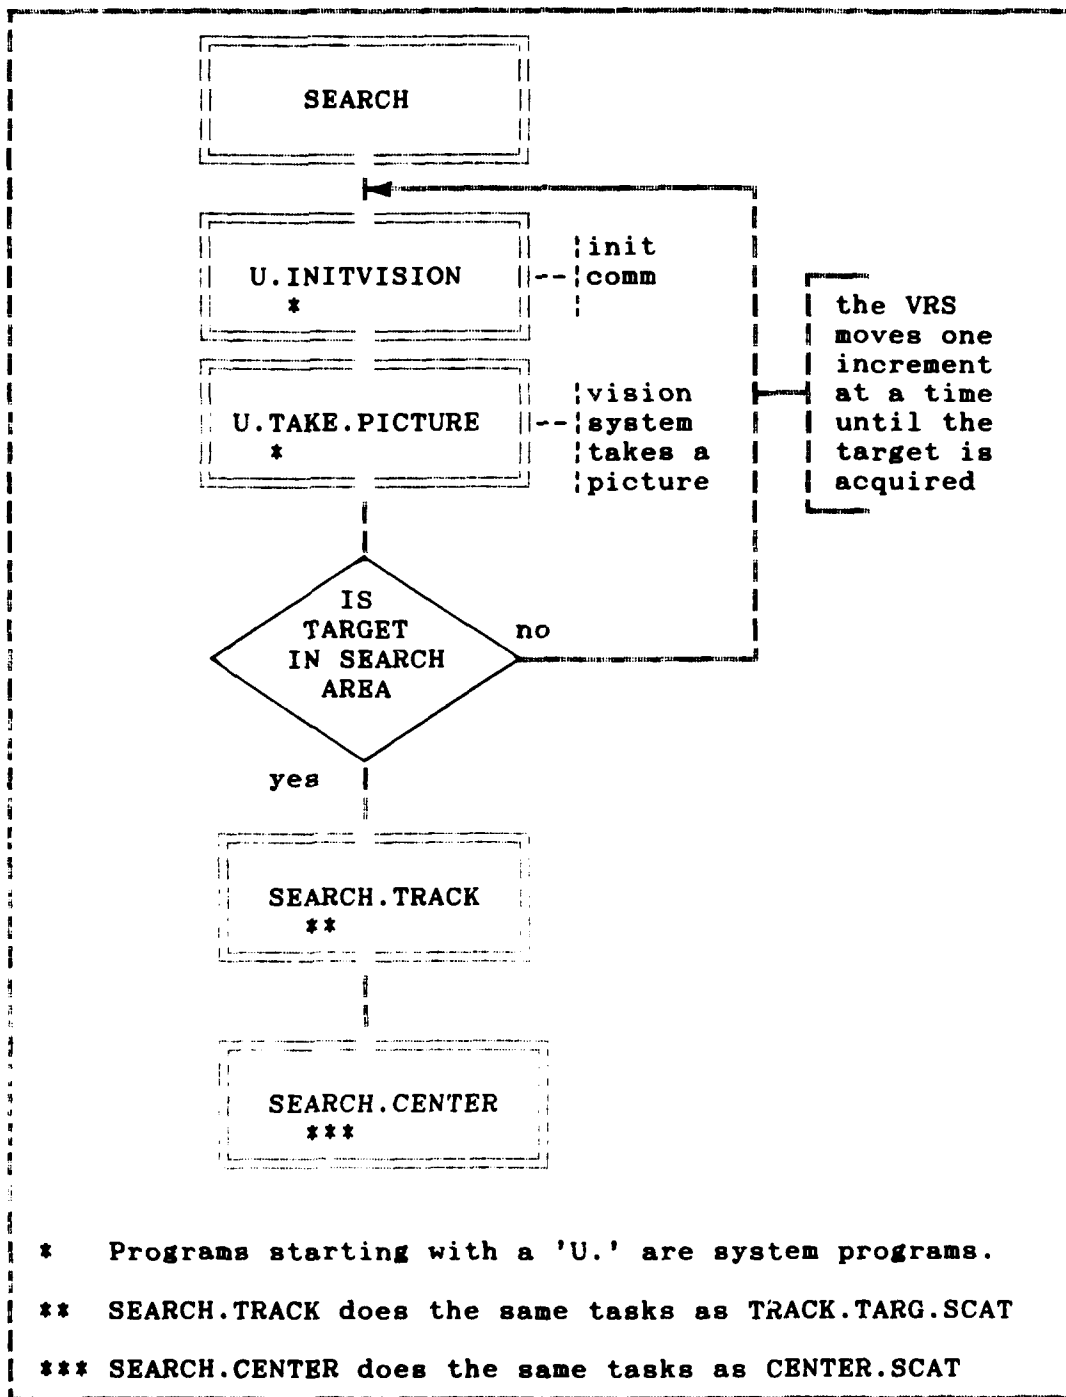 SEARCH
U.INITVISION
*
init
comm
U.TAKE.PICTURE
*
vision
system
takes a
picture
the VRS
moves one
increment
at a time
until the
target is
acquired
IS
TARGET
IN SEARCH
AREA
no
yes
SEARCH.TRACK
**
SEARCH.CENTER
***
* Programs starting with a 'U.' are system programs.
** SEARCH.TRACK does the same tasks as TRACK.TARG.SCAT
*** SEARCH.CENTER does the same tasks as CENTER.SCAT